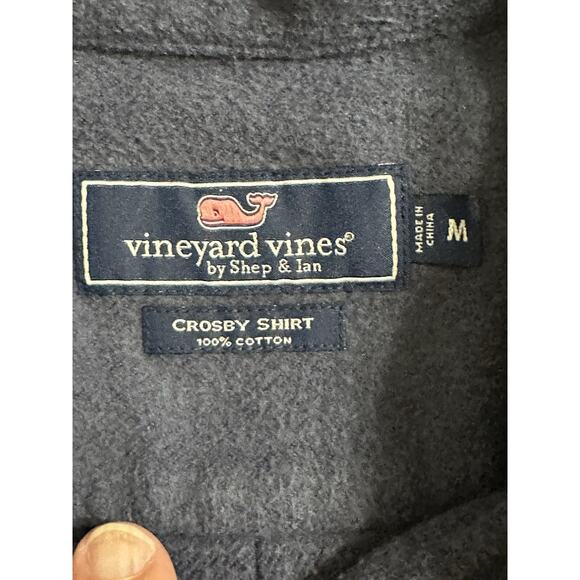 vineyard vines®
by Shep & Ian
MADE IN
CHINA
M
CROSBY SHIRT
100% COTTON